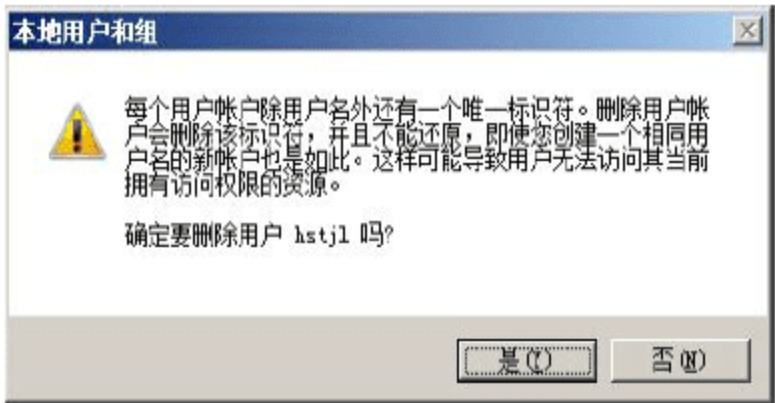 本地用户和组
每个用户帐户除用户名外还有一个唯一标识符。删除用户帐
户会删除该标识符，并且不能还原，即使您创建一个相同用
户名的新帐户也是如此。这样可能导致用户无法访问其当前
拥有访问权限的资源。
确定要删除用户 hstjl 吗?
是(Y)
否(N)